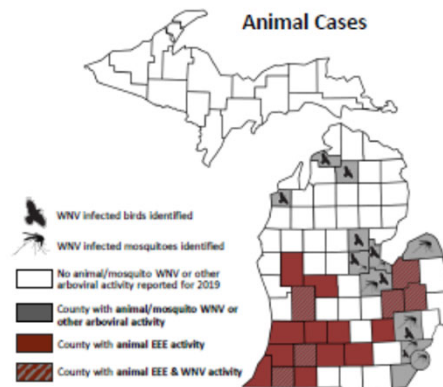 Animal Cases
WNV infected birds identified
WNV infected mosquitoes identified
No animal/mosquito WNV or other
arboviral activity reported for 2019
County with animal/mosquito WNV or
other arboviral activity
County with animal EEE activity
County with animal EEE & WNV activity